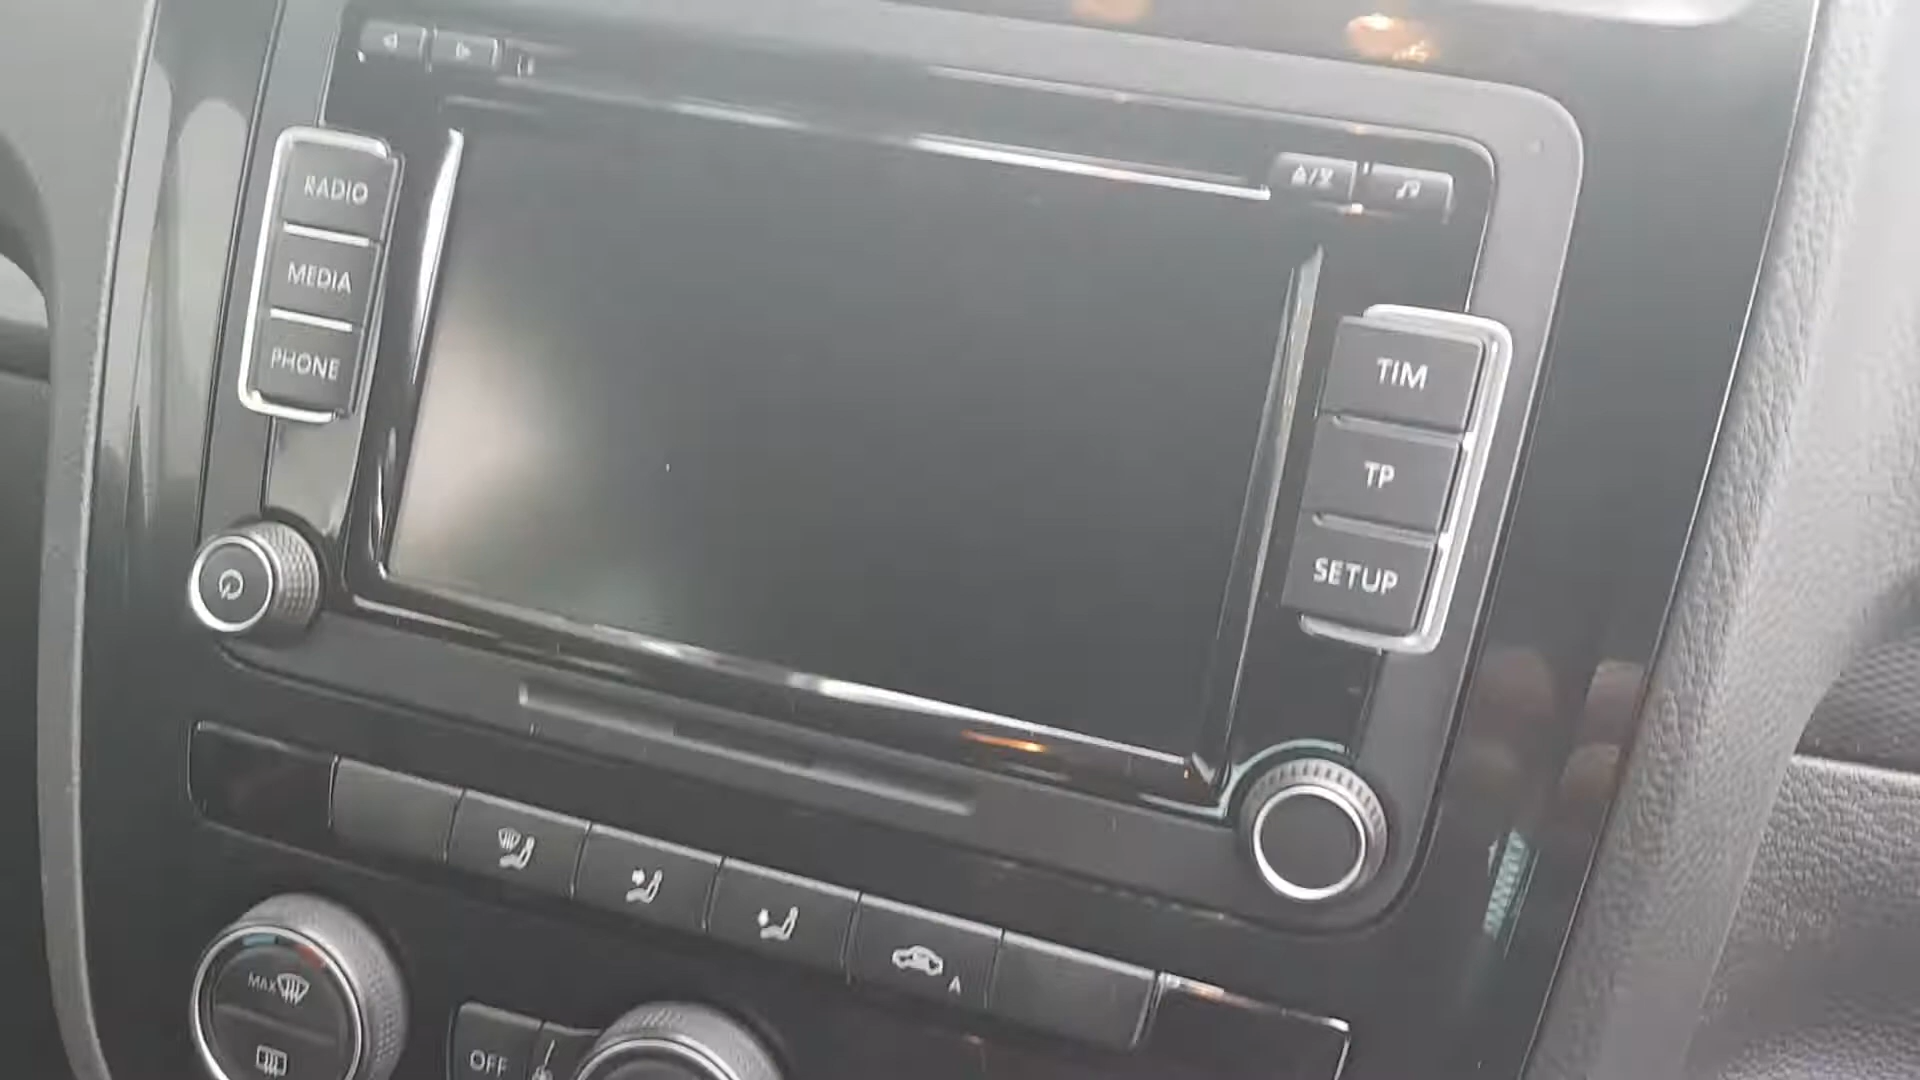 RADIO
MEDIA
PHONE
TIM
TP
SETUP
A
MAX
OFF